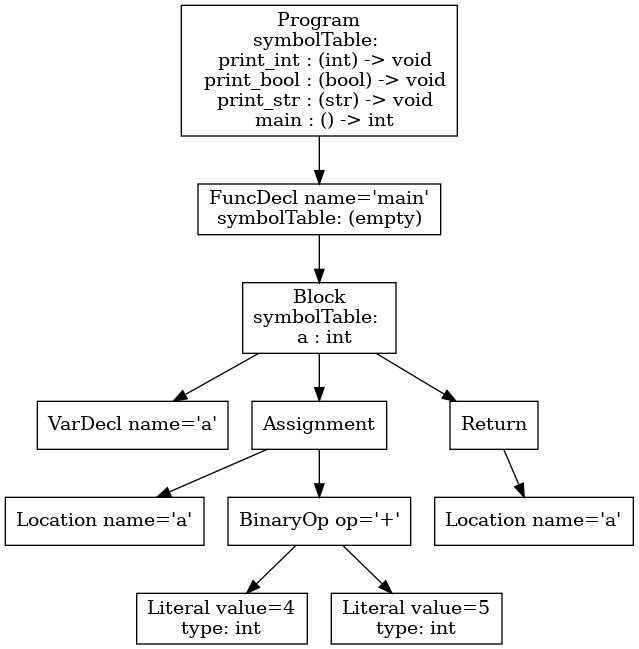 Program
symbolTable:
print_int : (int) -> void
print_bool : (bool) -> void
print_str : (str) -> void
main : () -> int
FuncDecl name='main'
symbolTable: (empty)
Block
symbolTable:
a : int
VarDecl name='a'
Assignment
Return
Location name='a'
BinaryOp op='+'
Location name='a'
Literal value=4
type: int
Literal value=5
type: int